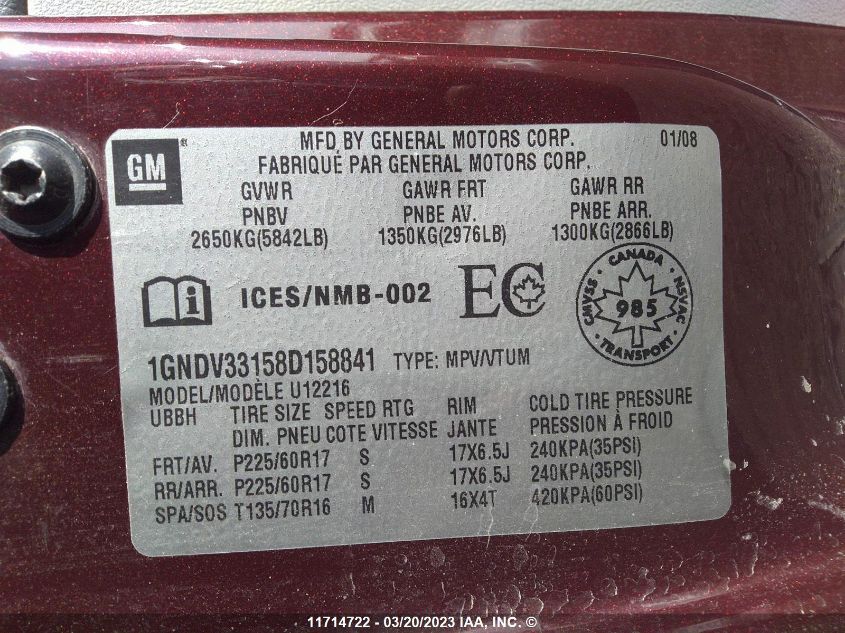 GM
MFD BY GENERAL MOTORS CORP. 01/08
FABRIQUÉ PAR GENERAL MOTORS CORP.
GVWR GAWR FRT GAWR RR
PNBV PNBE AV. PNBE ARR.
2650KG(5842LB) 1350KG(2976LB) 1300KG(2866LB)
i ICES/NMB-002 EC
CANADA
CMVSS 985 NSVAC
TRANSPORT
1GNDV33158D158841 TYPE: MPV/VTUM
MODEL/MODÈLE U12216
UBBH TIRE SIZE SPEED RTG RIM COLD TIRE PRESSURE
DIM. PNEU COTE VITESSE JANTE PRESSION À FROID
FRT/AV. P225/60R17 S 17X6.5J 240KPA(35PSI)
RR/ARR. P225/60R17 S 17X6.5J 240KPA(35PSI)
SPA/SOS T135/70R16 M 16X4T 420KPA(60PSI)
11714722 - 03/20/2023 IAA, Inc. ©